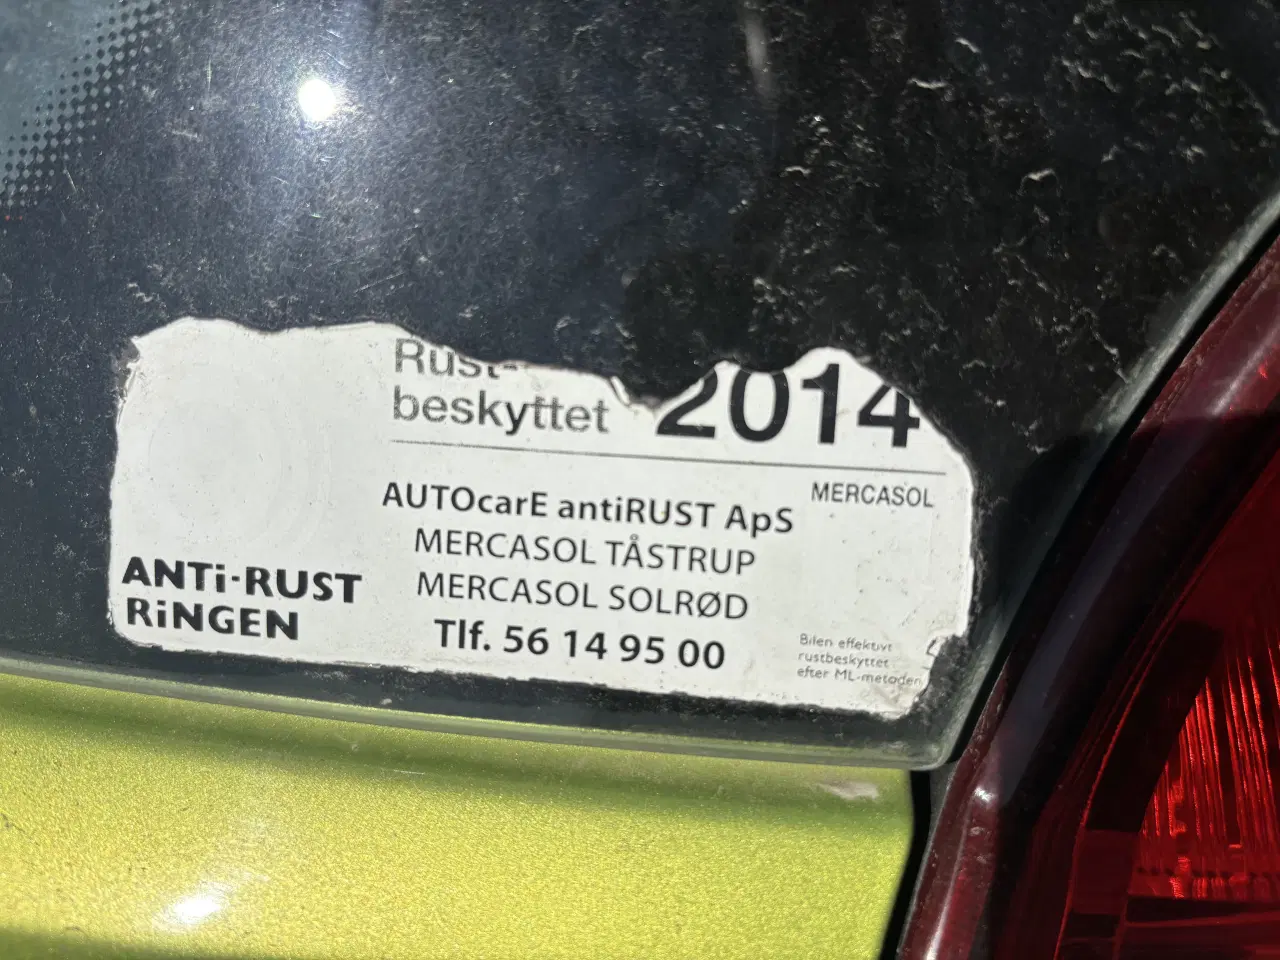 Rust-
beskyttet 2014
MERCASOL
AUTOcarE antiRUST ApS
MERCASOL TÅSTRUP
MERCASOL SOLRØD
Tlf. 56 14 95 00
ANTi-RUST
RiNGEN
Bilen effektivt
rustbeskyttet
efter ML-metoden